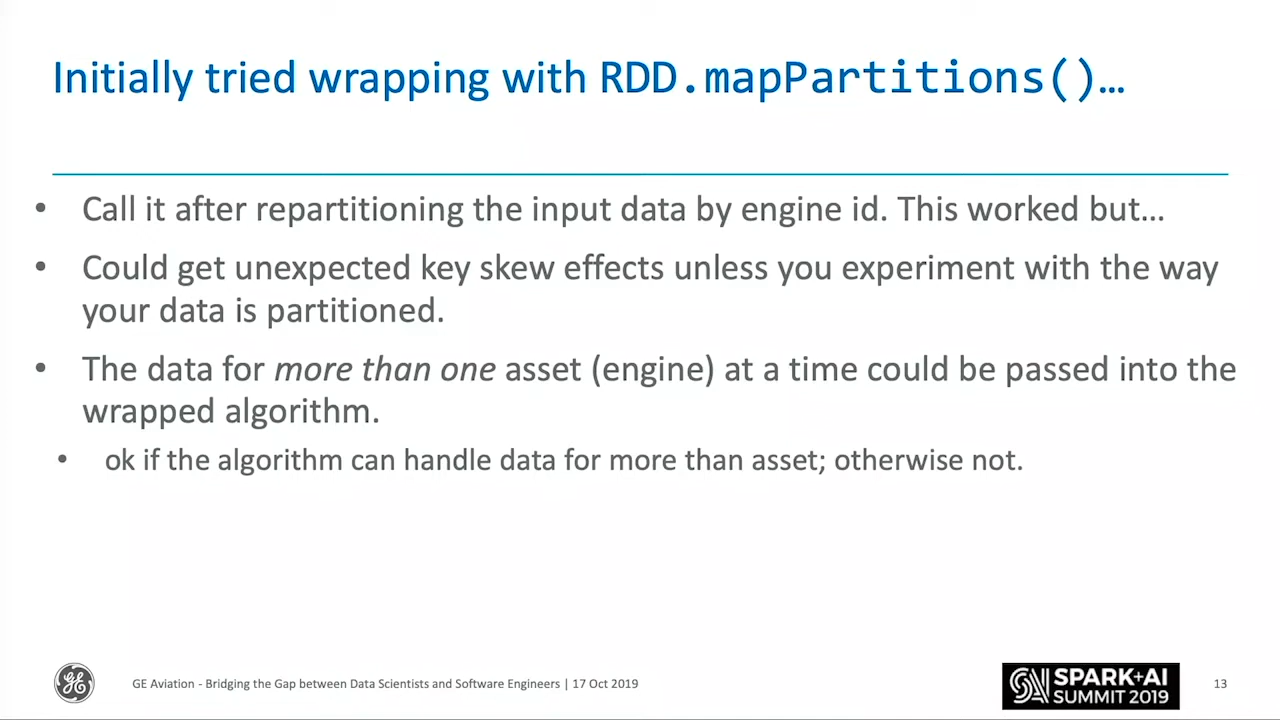 Initially tried wrapping with RDD.mapPartitions()…
• Call it after repartitioning the input data by engine id. This worked but…
• Could get unexpected key skew effects unless you experiment with the way
your data is partitioned.
• The data for more than one asset (engine) at a time could be passed into the
wrapped algorithm.
• ok if the algorithm can handle data for more than asset; otherwise not.
GE
GE Aviation - Bridging the Gap between Data Scientists and Software Engineers | 17 Oct 2019
SAI
SPARK+AI
SUMMIT 2019
13